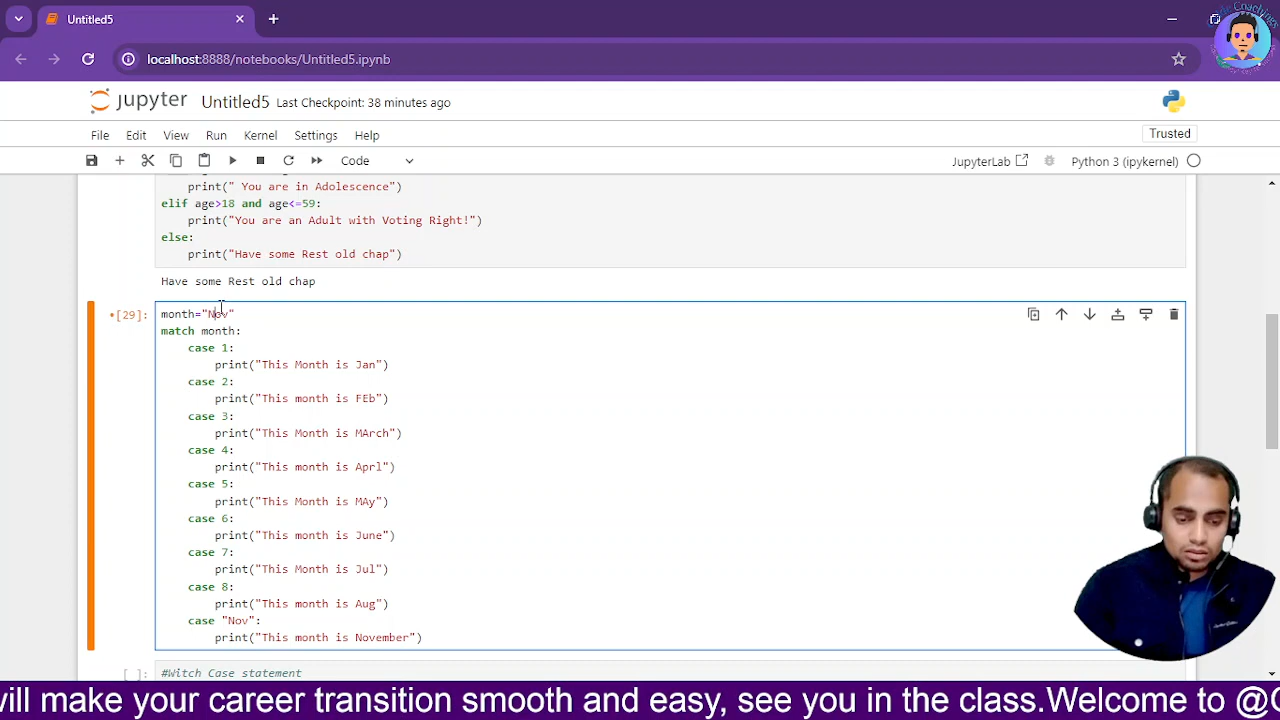 Untitled5
localhost:8888/notebooks/Untitled5.ipynb
jupyter Untitled5 Last Checkpoint: 38 minutes ago
File Edit View Run Kernel Settings Help
Trusted
Code
JupyterLab
Python 3 (ipykernel)
print(" You are in Adolescence")
elif age>18 and age<=59:
print("You are an Adult with Voting Right!")
else:
print("Have some Rest old chap")
Have some Rest old chap
•[29]:
month="Nov"
match month:
case 1:
print("This Month is Jan")
case 2:
print("This month is FEb")
case 3:
print("This Month is MArch")
case 4:
print("This month is Aprl")
case 5:
print("This Month is MAy")
case 6:
print("This month is June")
case 7:
print("This Month is Jul")
case 8:
print("This month is Aug")
case "Nov":
print("This month is November")
[ ]:
#Witch Case statement
will make your career transition smooth and easy, see you in the class.Welcome to @C